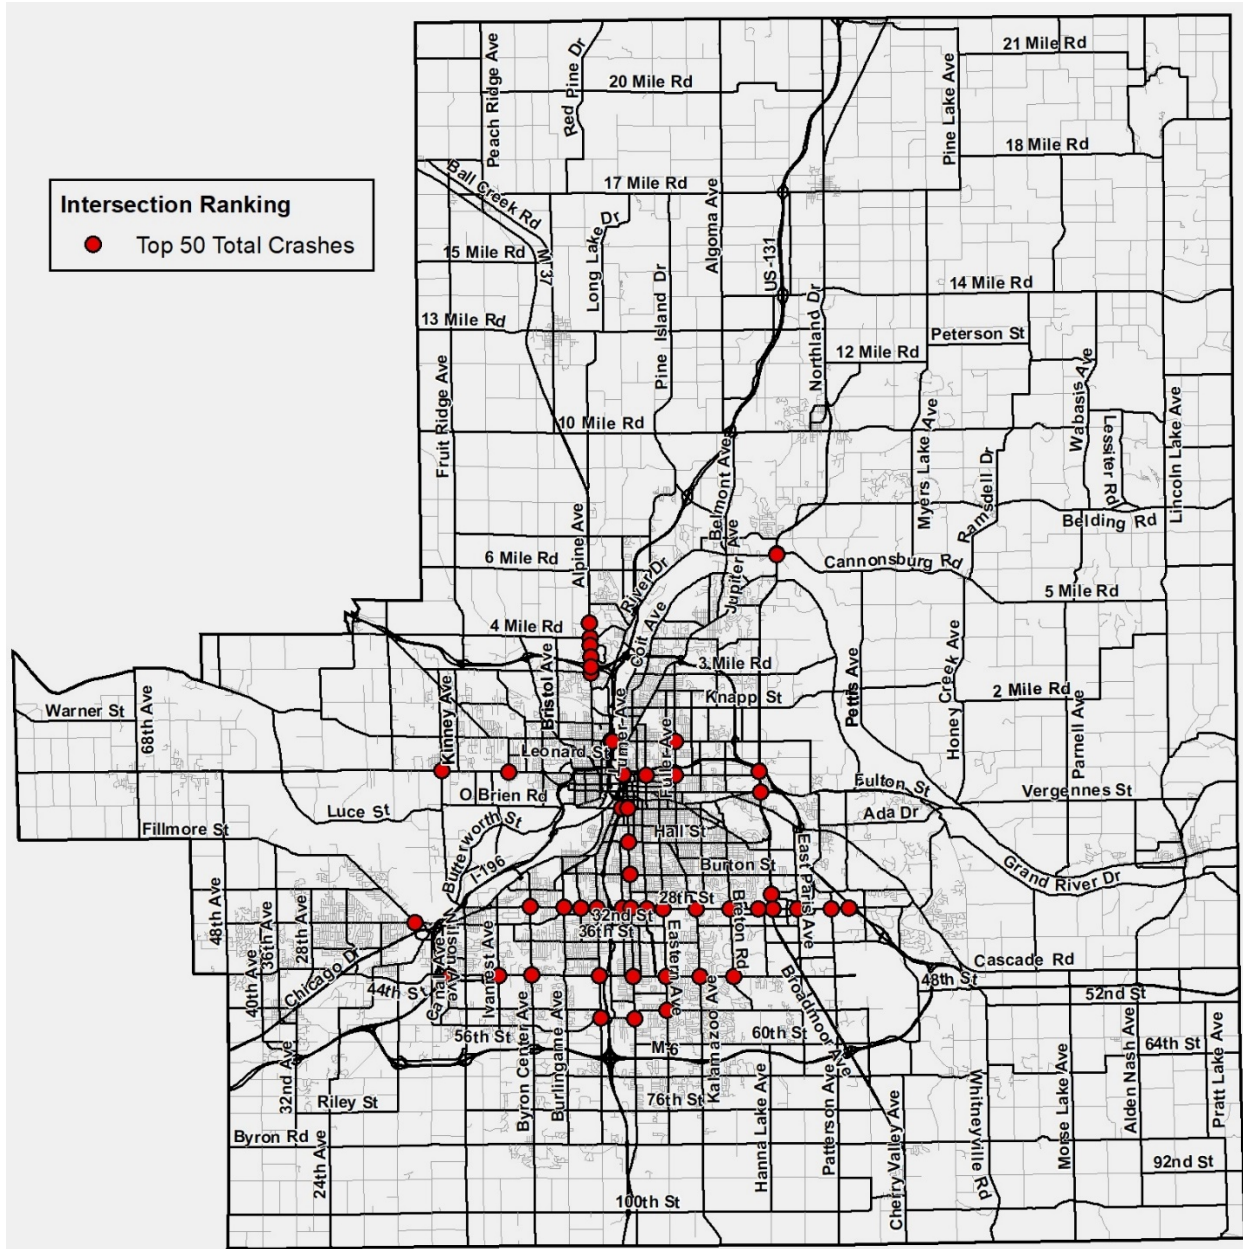 21 Mile Rd
Peach Ridge Ave
Red Pine Dr
Pine Lake Ave
20 Mile Rd
18 Mile Rd
Ball Creek Rd
17 Mile Rd
Algoma Ave
Intersection Ranking
Top 50 Total Crashes
Long Lake Dr
15 Mile Rd
M 37
US-131
Pine Island Dr
14 Mile Rd
Northland Dr
13 Mile Rd
Peterson St
12 Mile Rd
Wabasis Ave
Fruit Ridge Ave
10 Mile Rd
Myers Lake Ave
Lessiter Rd
Lincoln Lake Ave
Ramsdell Dr
Belmont Ave
Belding Rd
Alpine Ave
6 Mile Rd
River Dr
Jupiter Ave
Cannonsburg Rd
5 Mile Rd
4 Mile Rd
Coit Ave
Honey Creek Ave
3 Mile Rd
Bristol Ave
Pettis Ave
2 Mile Rd
Knapp St
68th Ave
Kinney Ave
Warner St
Turner Ave
Fuller Ave
Parnell Ave
Leonard St
Fulton St
O Brien Rd
Vergennes St
Luce St
Ada Dr
Fillmore St
Butterworth St
Hall St
I-196
Burton St
East Paris Ave
Grand River Dr
28th St
48th Ave
36th Ave
28th Ave
32nd St
Breton Rd
36th St
Wilson Ave
Ivanrest Ave
Eastern Ave
Cascade Rd
Chicago Dr
40th Ave
44th St
Canal Ave
Broadmoor Ave
48th St
52nd St
Byron Center Ave
Burlingame Ave
Kalamazoo Ave
56th St
60th St
M-6
64th St
32nd Ave
Alden Nash Ave
Pratt Lake Ave
76th St
Riley St
Hanna Lake Ave
Patterson Ave
Whitneyville Rd
Morse Lake Ave
Byron Rd
24th Ave
Cherry Valley Ave
92nd St
100th St